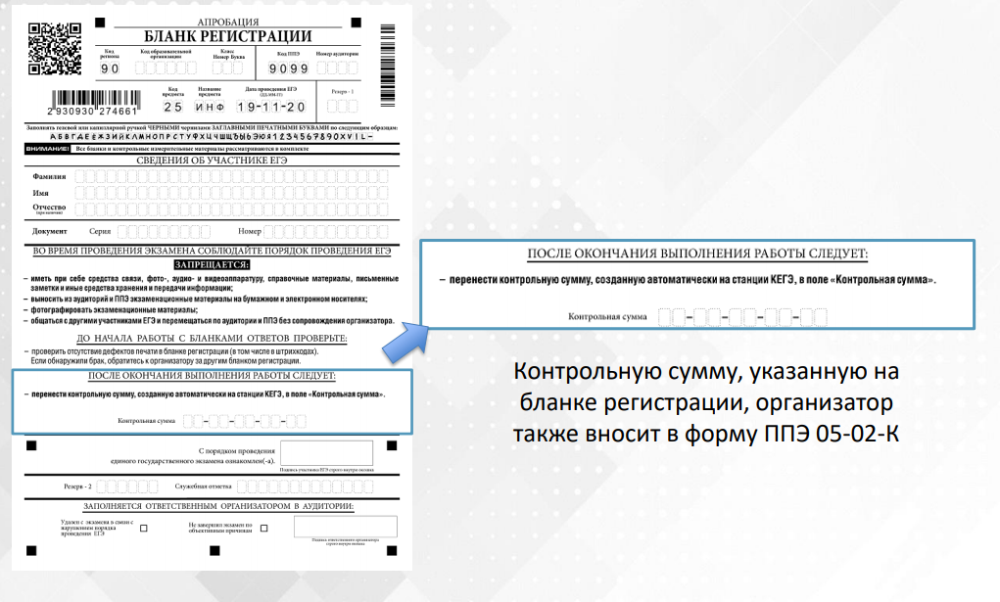 АПРОБАЦИЯ
БЛАНК РЕГИСТРАЦИИ
Код региона
Код образовательной организации
Класс Номер Буква
Код ППЭ
Номер аудитории
90
9099
Код предмета
Название предмета
Дата проведения ЕГЭ (ДД-ММ-ГГ)
Резерв - 1
2930930274661
25
ИНФ
19-11-20
Заполнять гелевой или капиллярной ручкой ЧЕРНЫМИ чернилами ЗАГЛАВНЫМИ ПЕЧАТНЫМИ БУКВАМИ по следующим образцам:
АБВГДЕЁЖЗИЙКЛМНОПРСТУФХЦЧШЩЪЫЬЭЮЯ1234567890XVIL-
ВНИМАНИЕ! Все бланки и контрольные измерительные материалы рассматриваются в комплекте
СВЕДЕНИЯ ОБ УЧАСТНИКЕ ЕГЭ
Фамилия
Имя
Отчество
(при наличии)
Документ Серия Номер
ВО ВРЕМЯ ПРОВЕДЕНИЯ ЭКЗАМЕНА СОБЛЮДАЙТЕ ПОРЯДОК ПРОВЕДЕНИЯ ЕГЭ
ЗАПРЕЩАЕТСЯ:
– иметь при себе средства связи, фото-, аудио- и видеоаппаратуру, справочные материалы, письменные
заметки и иные средства хранения и передачи информации;
– выносить из аудиторий и ППЭ экзаменационные материалы на бумажном и электронном носителях;
– фотографировать экзаменационные материалы;
– общаться с другими участниками ЕГЭ и перемещаться по аудитории и ППЭ без сопровождения организатора.
ДО НАЧАЛА РАБОТЫ С БЛАНКАМИ ОТВЕТОВ ПРОВЕРЬТЕ:
– проверить отсутствие дефектов печати в бланке регистрации (в том числе в штрихкодах).
Если обнаружили брак, обратитесь к организатору за другим бланком регистрации.
ПОСЛЕ ОКОНЧАНИЯ ВЫПОЛНЕНИЯ РАБОТЫ СЛЕДУЕТ:
– перенести контрольную сумму, созданную автоматически на станции КЕГЭ, в поле «Контрольная сумма».
Контрольная сумма
С порядком проведения
единого государственного экзамена ознакомлен(-а).
Подпись участника ЕГЭ строго внутри окошка
Резерв - 2 Служебная отметка
ЗАПОЛНЯЕТСЯ ОТВЕТСТВЕННЫМ ОРГАНИЗАТОРОМ В АУДИТОРИИ:
Удален с экзамена в связи с
нарушением порядка
проведения ЕГЭ
Не завершил экзамен по
объективным причинам
Подпись ответственного организатора
строго внутри окошка
ПОСЛЕ ОКОНЧАНИЯ ВЫПОЛНЕНИЯ РАБОТЫ СЛЕДУЕТ:
– перенести контрольную сумму, созданную автоматически на станции КЕГЭ, в поле «Контрольная сумма».
Контрольная сумма
Контрольную сумму, указанную на
бланке регистрации, организатор
также вносит в форму ППЭ 05-02-К